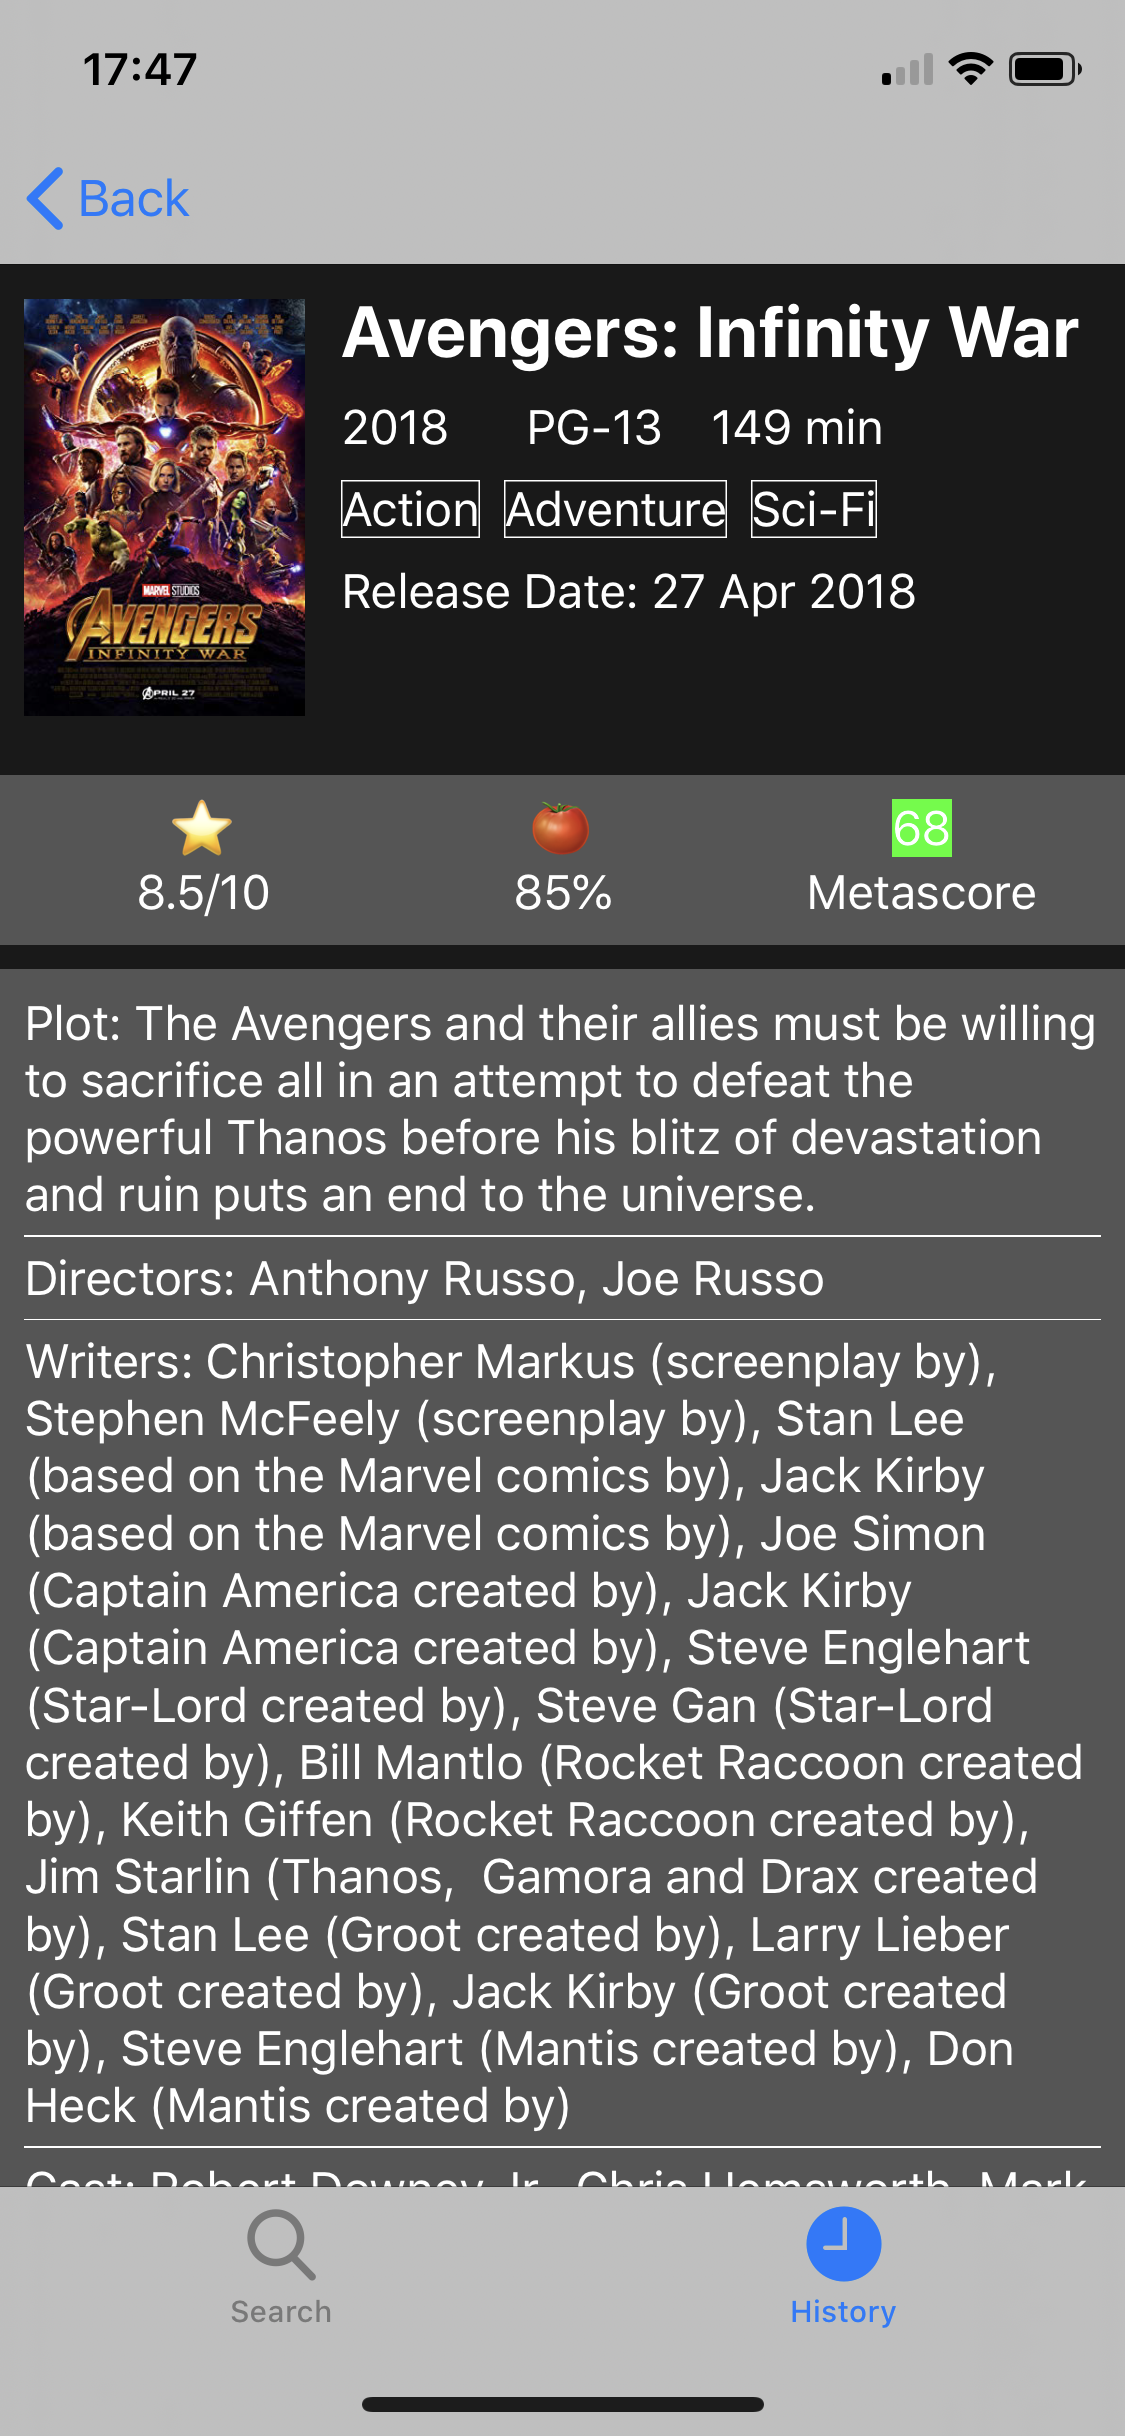 17:47
Back
Avengers: Infinity War
2018 PG-13 149 min
Action Adventure Sci-Fi
Release Date: 27 Apr 2018
MARVEL STUDIOS
AVENGERS
INFINITY WAR
APRIL 27
68
8.5/10 85% Metascore
Plot: The Avengers and their allies must be willing
to sacrifice all in an attempt to defeat the
powerful Thanos before his blitz of devastation
and ruin puts an end to the universe.
Directors: Anthony Russo, Joe Russo
Writers: Christopher Markus (screenplay by),
Stephen McFeely (screenplay by), Stan Lee
(based on the Marvel comics by), Jack Kirby
(based on the Marvel comics by), Joe Simon
(Captain America created by), Jack Kirby
(Captain America created by), Steve Englehart
(Star-Lord created by), Steve Gan (Star-Lord
created by), Bill Mantlo (Rocket Raccoon created
by), Keith Giffen (Rocket Raccoon created by),
Jim Starlin (Thanos,  Gamora and Drax created
by), Stan Lee (Groot created by), Larry Lieber
(Groot created by), Jack Kirby (Groot created
by), Steve Englehart (Mantis created by), Don
Heck (Mantis created by)
Cast: Robert Downey Jr., Chris Hemsworth, Mark
Search History